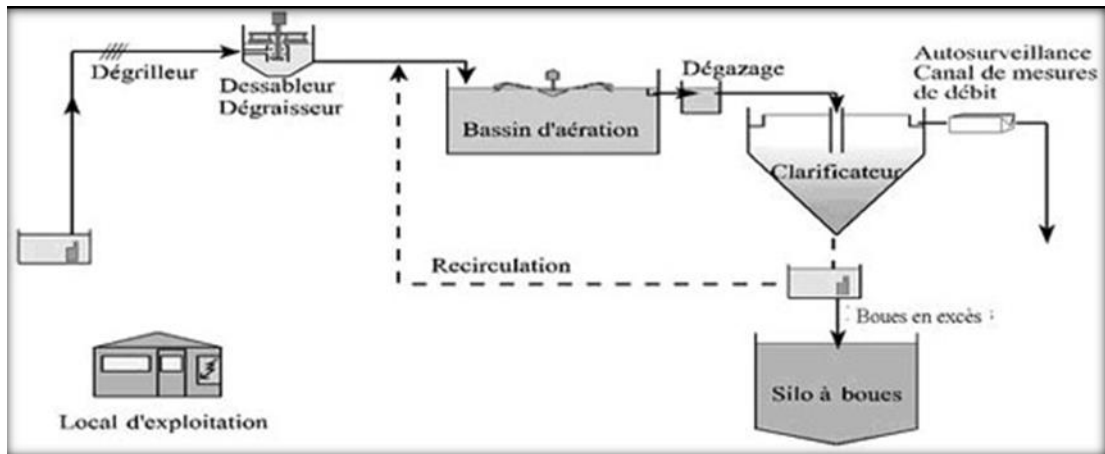 Dégrilleur
Dessableur
Dégraisseur
Bassin d'aération
Dégazage
Autosurveillance
Canal de mesures
de débit
Clarificateur
Recirculation
Boues en excès :
Silo à boues
Local d'exploitation